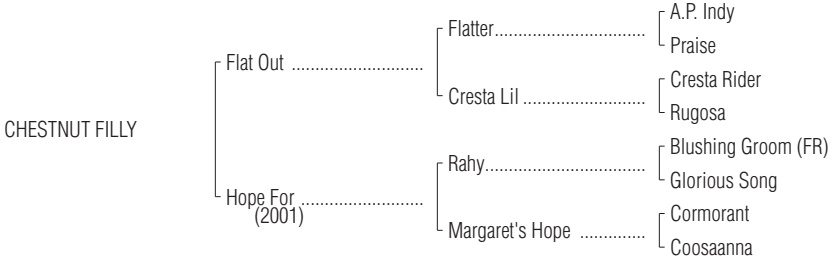 A.P. Indy
Flatter................................
Praise
Flat Out ............................
Cresta Rider
Cresta Lil ..........................
Rugosa
CHESTNUT FILLY
Blushing Groom (FR)
Rahy..................................
Glorious Song
Hope For ..........................
(2001)
Cormorant
Margaret's Hope ..............
Coosaanna